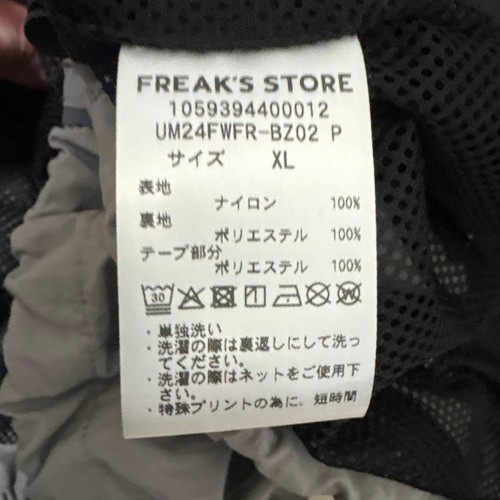 FREAK'S STORE
1059394400012
UM24FWFR-BZ02 P
サイズ XL
表地
ナイロン 100%
裏地
ポリエステル 100%
テープ部分
ポリエステル 100%
30
・単独洗い
・洗濯の際は裏返しにして洗っ
てください。
・洗濯の際はネットをご使用下
さい。
・特殊プリントの為に、短時間